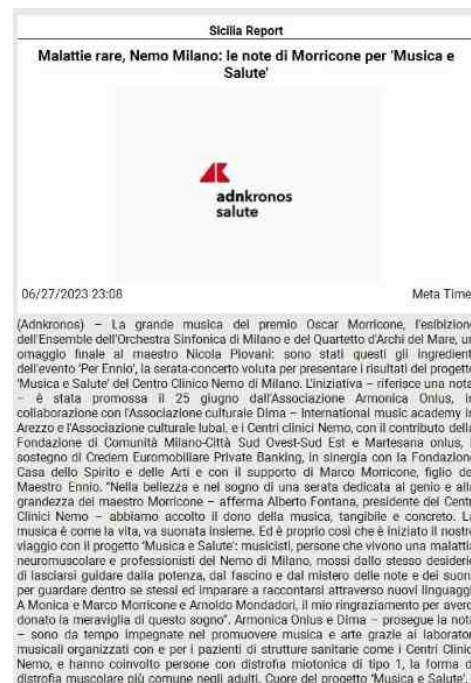 Sicilia Report
Malattie rare, Nemo Milano: le note di Morricone per 'Musica e
Salute'
adnkronos
salute
06/27/2023 23:08
Meta Time
(Adnkronos) – La grande musica del premio Oscar Morricone, l'esibizione
dell'Ensemble dell'Orchestra Sinfonica di Milano e del Quartetto d'Archi del Mare, un
omaggio finale al maestro Nicola Piovani: sono stati questi gli ingredient
dell'evento 'Per Ennio', la serata-concerto voluta per presentare i risultati del progetto
'Musica e Salute' del Centro Clinico Nemo di Milano. L'iniziativa – riferisce una nota
– è stata promossa il 25 giugno dall'Associazione Armonica Onlus, in
collaborazione con l'Associazione culturale Dima – International music academy in
Arezzo e l'Associazione culturale Iubal, e i Centri clinici Nemo, con il contributo della
Fondazione di Comunità Milano-Città Sud Ovest-Sud Est e Martesana onlus, i
sostegno di Credem Euromobiliare Private Banking, in sinergia con la Fondazione
Casa dello Spirito e delle Arti e con il supporto di Marco Morricone, figlio de
Maestro Ennio. "Nella bellezza e nel sogno di una serata dedicata al genio e alla
grandezza del maestro Morricone – afferma Alberto Fontana, presidente dei Centri
Clinici Nemo – abbiamo accolto il dono della musica, tangibile e concreto. La
musica è come la vita, va suonata insieme. Ed è proprio così che è iniziato il nostro
viaggio con il progetto 'Musica e Salute': musicisti, persone che vivono una malattia
neuromuscolare e professionisti del Nemo di Milano, mossi dallo stesso desiderio
di lasciarsi guidare dalla potenza, dal fascino e dal mistero delle note e dei suoni
per guardare dentro se stessi ed imparare a raccontarsi attraverso nuovi linguaggi
A Monica e Marco Morricone e Arnoldo Mondadori, il mio ringraziamento per averc
donato la meraviglia di questo sogno". Armonica Onlus e Dima – prosegue la nota
– sono da tempo impegnate nel promuovere musica e arte grazie ai laborator
musicali organizzati con e per i pazienti di strutture sanitarie come i Centri Clinic
Nemo, e hanno coinvolto persone con distrofia miotonica di tipo 1, la forma d
distrofia muscolare più comune negli adulti. Cuore del progetto 'Musica e Salute',